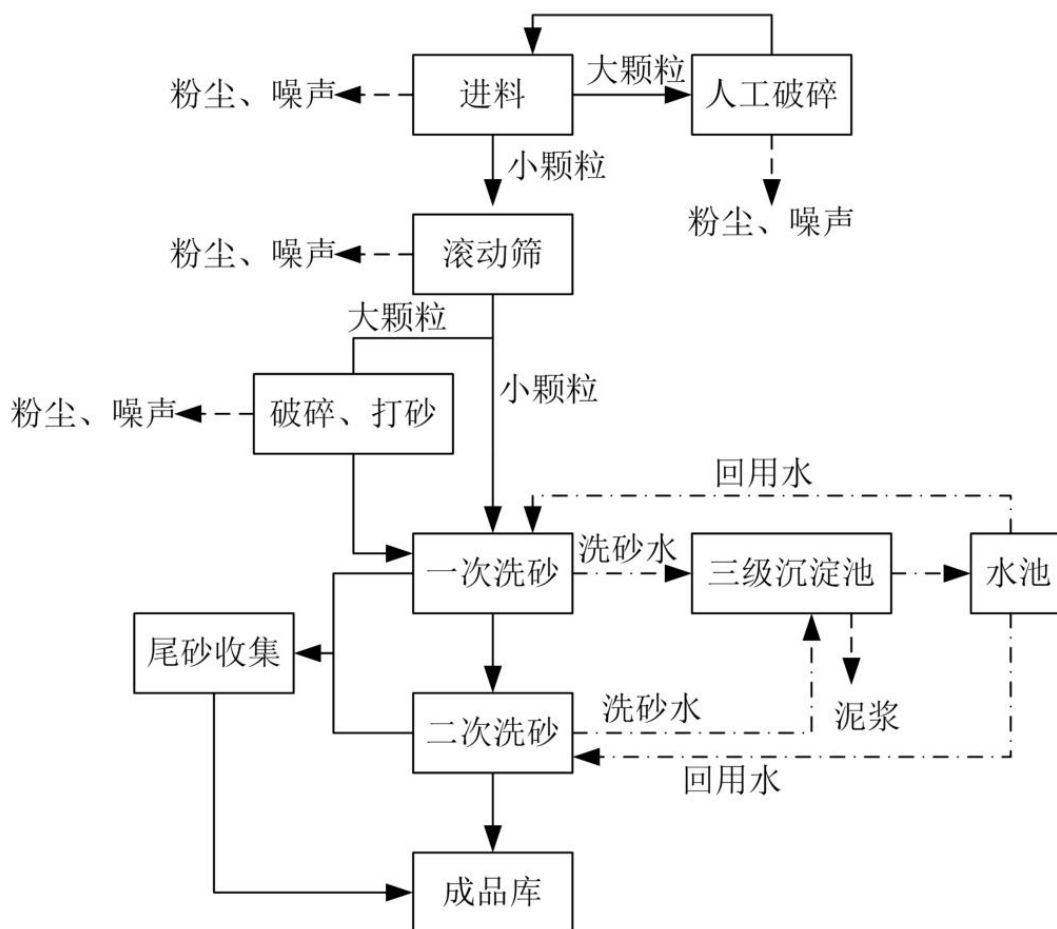 粉尘、噪声
进料
大颗粒
人工破碎
小颗粒
粉尘、噪声
粉尘、噪声
滚动筛
大颗粒
小颗粒
粉尘、噪声
破碎、打砂
回用水
一次洗砂
洗砂水
三级沉淀池
水池
尾砂收集
二次洗砂
洗砂水
泥浆
回用水
成品库